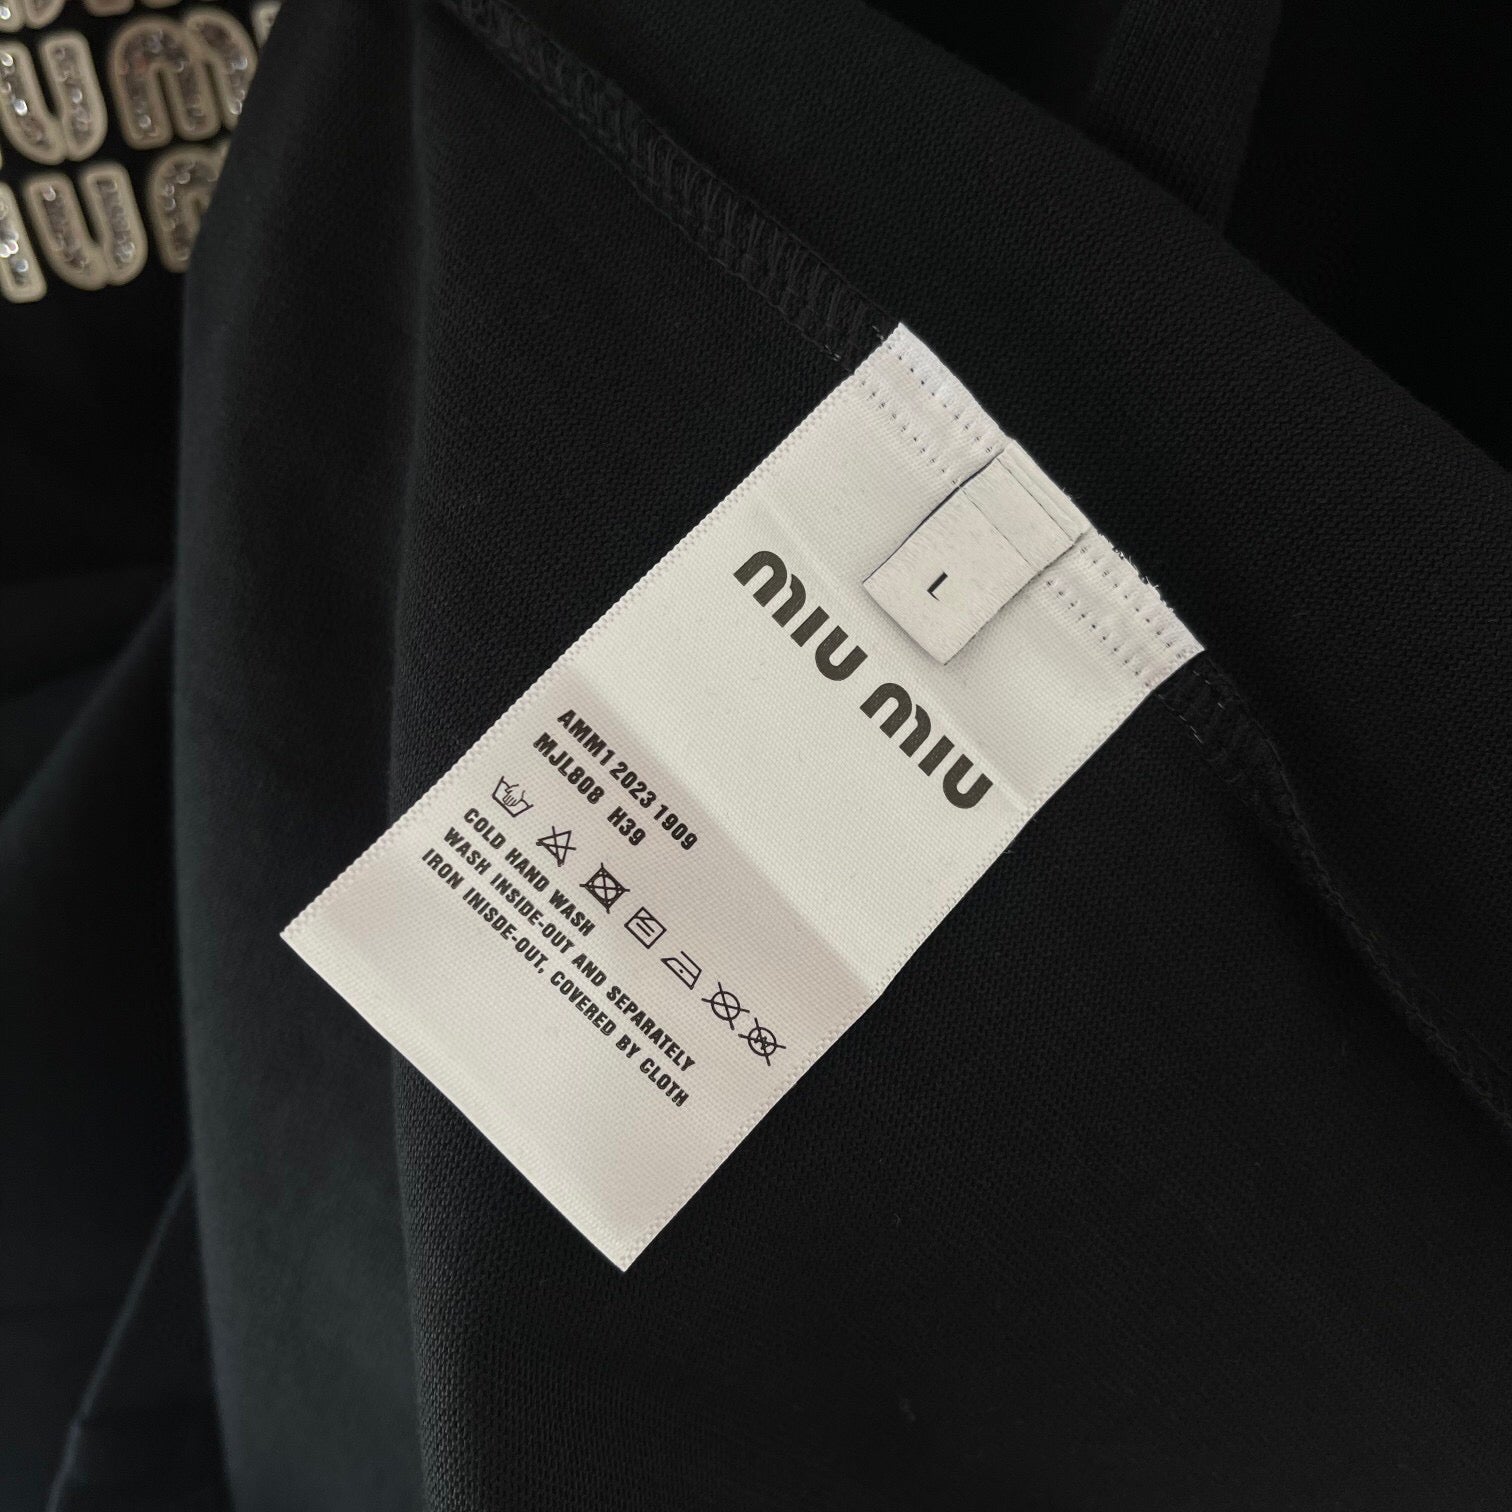 L
miu miu
AMM1 2023 1909
MJL808 H39
COLD HAND WASH
WASH INSIDE-OUT AND SEPARATELY
IRON INISDE-OUT, COVERED BY CLOTH